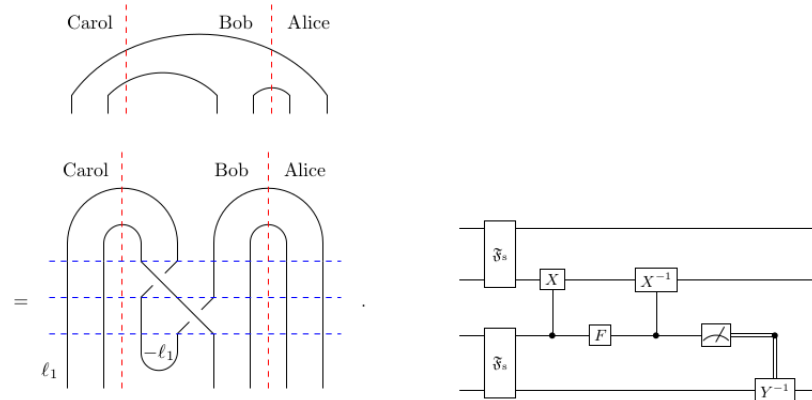 Carol Bob Alice
Carol Bob Alice
=
−ℓ₁
ℓ₁
.
𝔉ₛ
X X⁻¹
F
𝔉ₛ
Y⁻¹